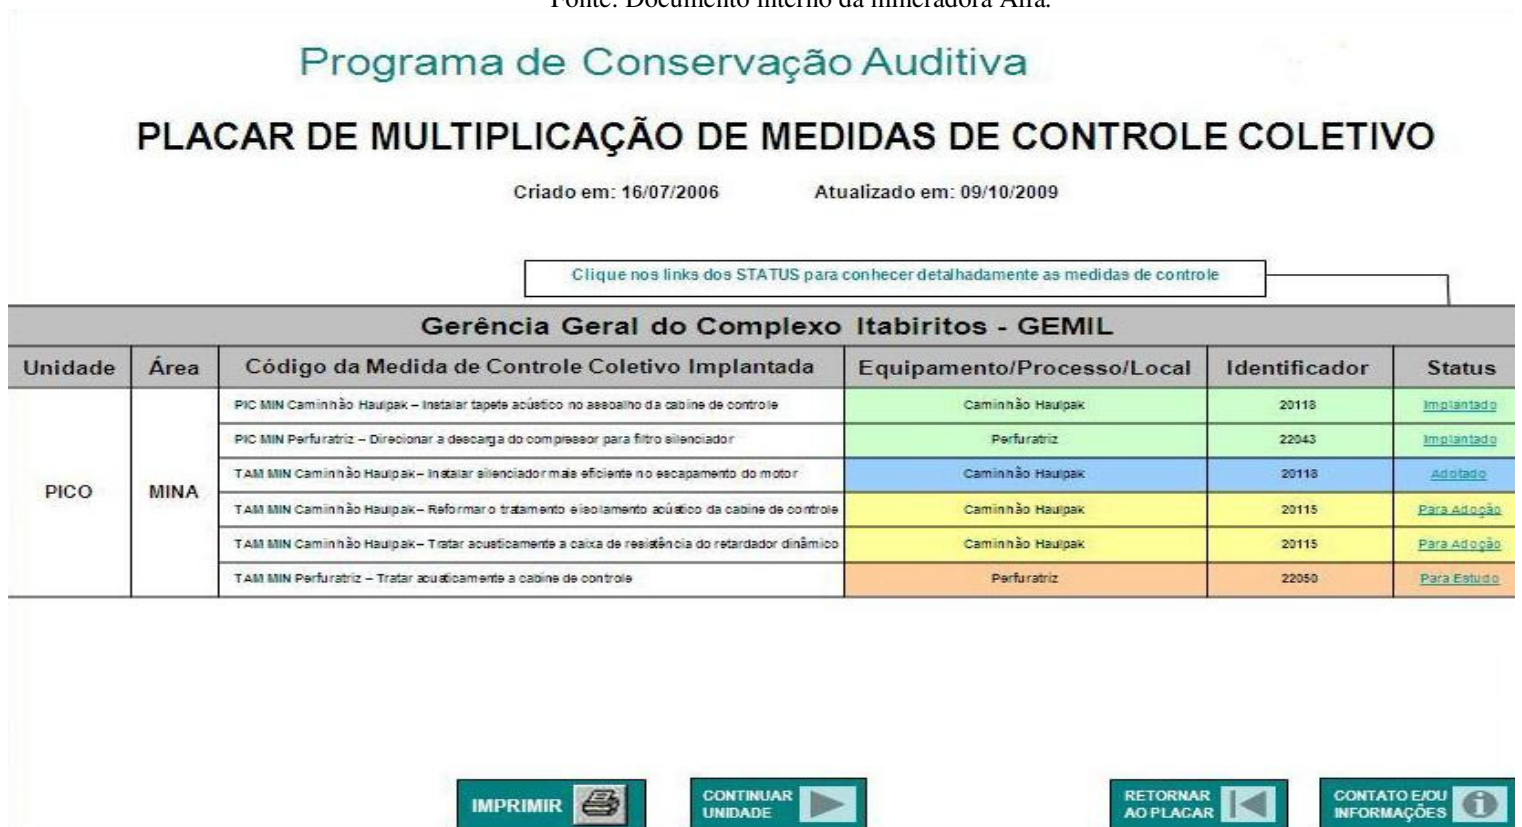 Fonte: Documento interno da mineradora Alfa.
Programa de Conservação Auditiva
PLACAR DE MULTIPLICAÇÃO DE MEDIDAS DE CONTROLE COLETIVO
Criado em: 16/07/2006 Atualizado em: 09/10/2009
Clique nos links dos STATUS para conhecer detalhadamente as medidas de controle
Gerência Geral do Complexo Itabiritos - GEMIL
Unidade Área Código da Medida de Controle Coletivo Implantada Equipamento/Processo/Local Identificador Status
PICO MINA
PIC MIN Caminhão Haulpak – Instalar tapete acústico no assoalho da cabine de controle Caminhão Haulpak 20118 Implantado
PIC MIN Perfuratriz – Direcionar a descarga do compressor para filtro silenciador Perfuratriz 22043 Implantado
TAM MIN Caminhão Haulpak – Instalar silenciador mais eficiente no escapamento do motor Caminhão Haulpak 20118 Adotado
TAM MIN Caminhão Haulpak – Reformar o tratamento e isolamento acústico da cabine de controle Caminhão Haulpak 20115 Para Adoção
TAM MIN Caminhão Haulpak – Tratar acusticamente a caixa de resistência do retardador dinâmico Caminhão Haulpak 20115 Para Adoção
TAM MIN Perfuratriz – Tratar acusticamente a cabine de controle Perfuratriz 22050 Para Estudo
IMPRIMIR
CONTINUAR UNIDADE
RETORNAR AO PLACAR
CONTATO E/OU INFORMAÇÕES